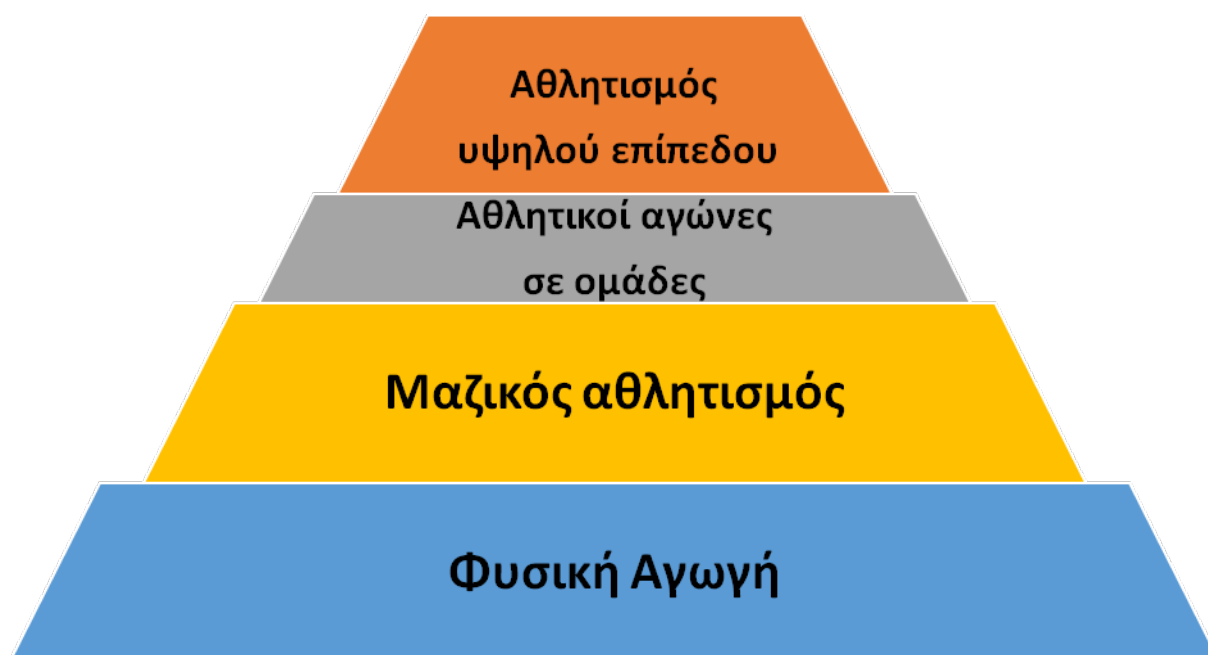 Αθλητισμός
υψηλού επίπεδου
Αθλητικοί αγώνες
σε ομάδες
Μαζικός αθλητισμός
Φυσική Αγωγή